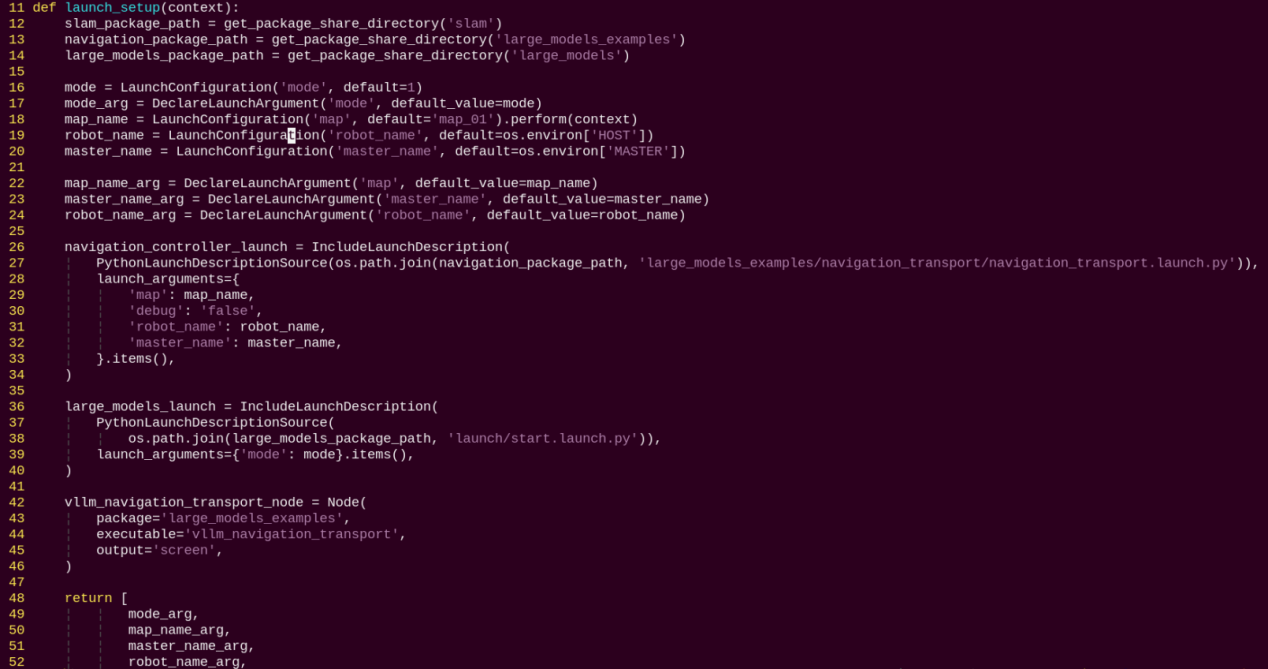 11 def launch_setup(context):
12     slam_package_path = get_package_share_directory('slam')
13     navigation_package_path = get_package_share_directory('large_models_examples')
14     large_models_package_path = get_package_share_directory('large_models')
15
16     mode = LaunchConfiguration('mode', default=1)
17     mode_arg = DeclareLaunchArgument('mode', default_value=mode)
18     map_name = LaunchConfiguration('map', default='map_01').perform(context)
19     robot_name = LaunchConfiguration('robot_name', default=os.environ['HOST'])
20     master_name = LaunchConfiguration('master_name', default=os.environ['MASTER'])
21
22     map_name_arg = DeclareLaunchArgument('map', default_value=map_name)
23     master_name_arg = DeclareLaunchArgument('master_name', default_value=master_name)
24     robot_name_arg = DeclareLaunchArgument('robot_name', default_value=robot_name)
25
26     navigation_controller_launch = IncludeLaunchDescription(
27         PythonLaunchDescriptionSource(os.path.join(navigation_package_path, 'large_models_examples/navigation_transport/navigation_transport.launch.py')),
28         launch_arguments={
29             'map': map_name,
30             'debug': 'false',
31             'robot_name': robot_name,
32             'master_name': master_name,
33         }.items(),
34     )
35
36     large_models_launch = IncludeLaunchDescription(
37         PythonLaunchDescriptionSource(
38             os.path.join(large_models_package_path, 'launch/start.launch.py')),
39         launch_arguments={'mode': mode}.items(),
40     )
41
42     vllm_navigation_transport_node = Node(
43         package='large_models_examples',
44         executable='vllm_navigation_transport',
45         output='screen',
46     )
47
48     return [
49             mode_arg,
50             map_name_arg,
51             master_name_arg,
52             robot_name_arg,